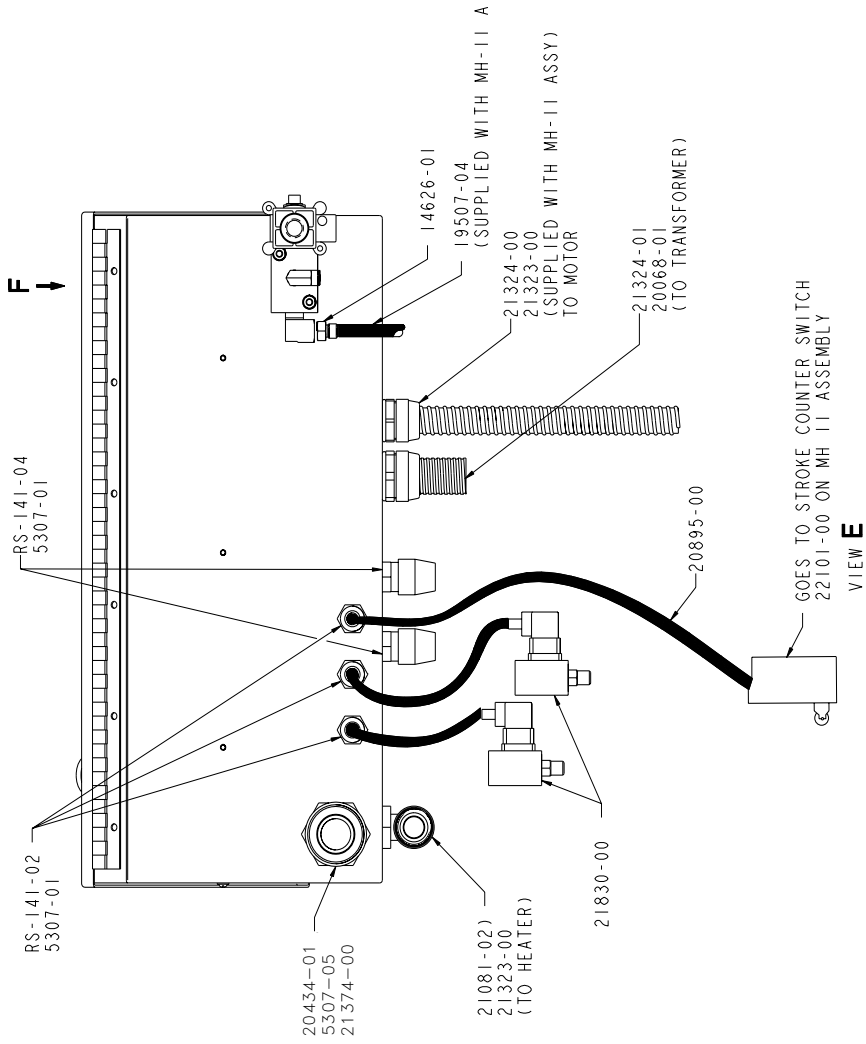 F
RS-141-04
5307-01
RS-141-02
5307-01
14626-01
19507-04
(SUPPLIED WITH MH-II A
21324-00
21323-00
(SUPPLIED WITH MH-II ASSY)
TO MOTOR
21324-01
20068-01
(TO TRANSFORMER)
20434-01
5307-05
21374-00
21081-02)
21323-00
(TO HEATER)
21830-00
20895-00
GOES TO STROKE COUNTER SWITCH
22101-00 ON MH II ASSEMBLY
VIEW E